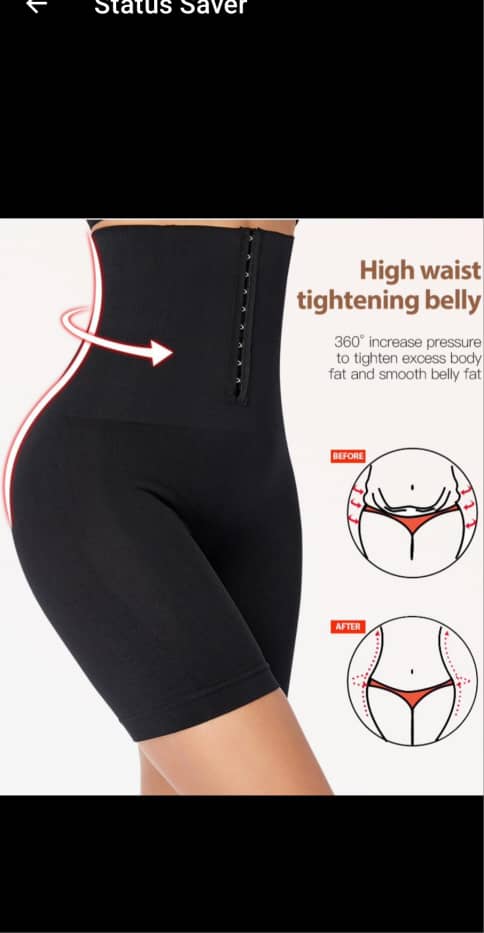 Status Saver
High waist
tightening belly
360° increase pressure
to tighten excess body
fat and smooth belly fat
BEFORE
AFTER